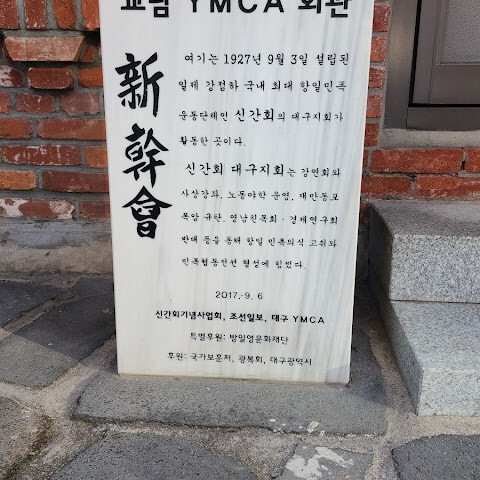 교남 YMCA 회관
新幹會
여기는 1927년 9월 3일 설립된
일제 강점하 국내 최대 항일민족
운동단체인 신간회의 대구지회가
활동한 곳이다.
신간회 대구지회는 강연회와
사상강좌, 노동야학 운영, 재만동포
폭압 규탄, 영남친목회·경제연구회
반대 등을 통해 항일 민족의식 고취와
민족협동전선 형성에 힘썼다.
2017. 9. 6
신간회기념사업회, 조선일보, 대구 YMCA
특별후원: 방일영문화재단
후원: 국가보훈처, 광복회, 대구광역시